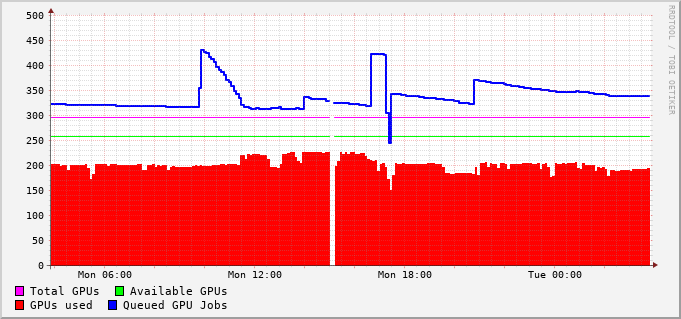 500
450
400
350
300
250
200
150
100
50
0
Mon 06:00 Mon 12:00 Mon 18:00 Tue 00:00
Total GPUs Available GPUs
GPUs used Queued GPU Jobs
RRDTOOL / TOBI OETIKER